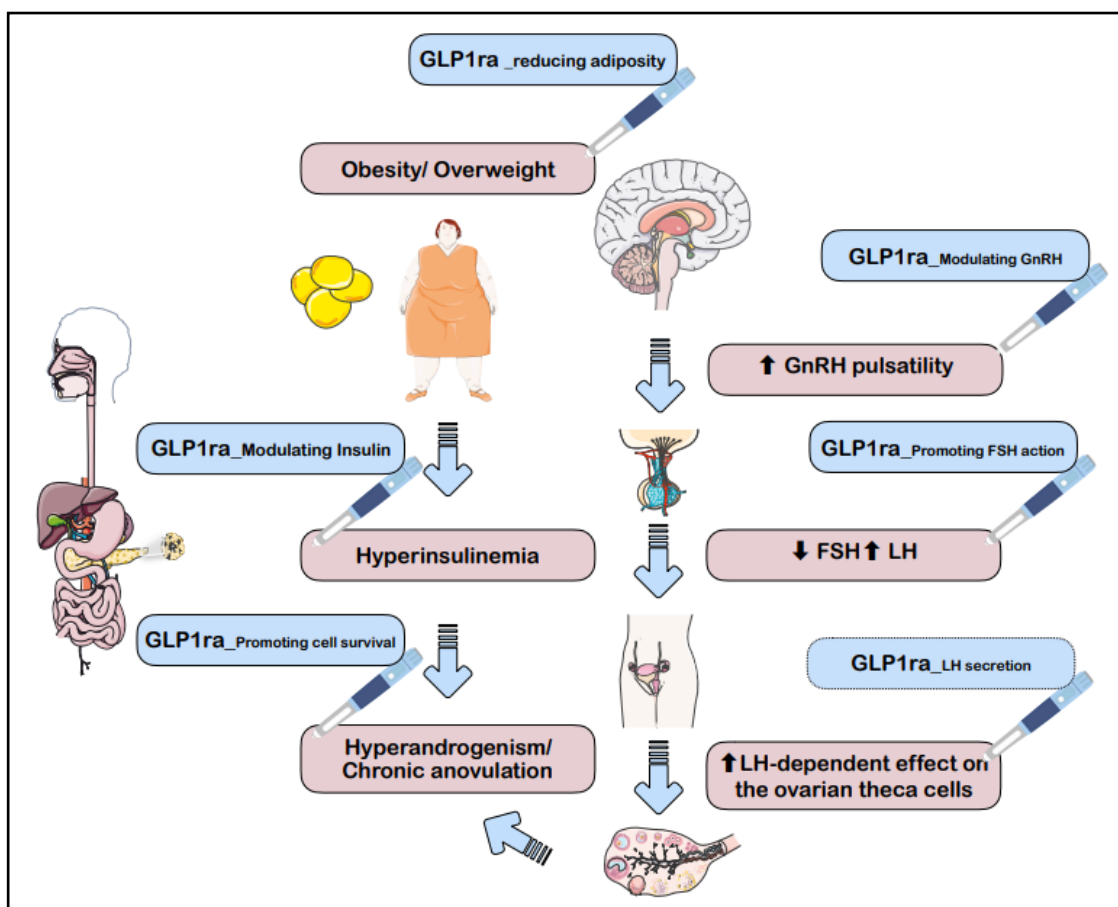 GLP1ra _reducing adiposity
Obesity/ Overweight
GLP1ra_Modulating GnRH
⬆ GnRH pulsatility
GLP1ra_Modulating Insulin
GLP1ra_Promoting FSH action
Hyperinsulinemia
⬇ FSH⬆ LH
GLP1ra_Promoting cell survival
GLP1ra_LH secretion
Hyperandrogenism/
Chronic anovulation
⬆LH-dependent effect on
the ovarian theca cells